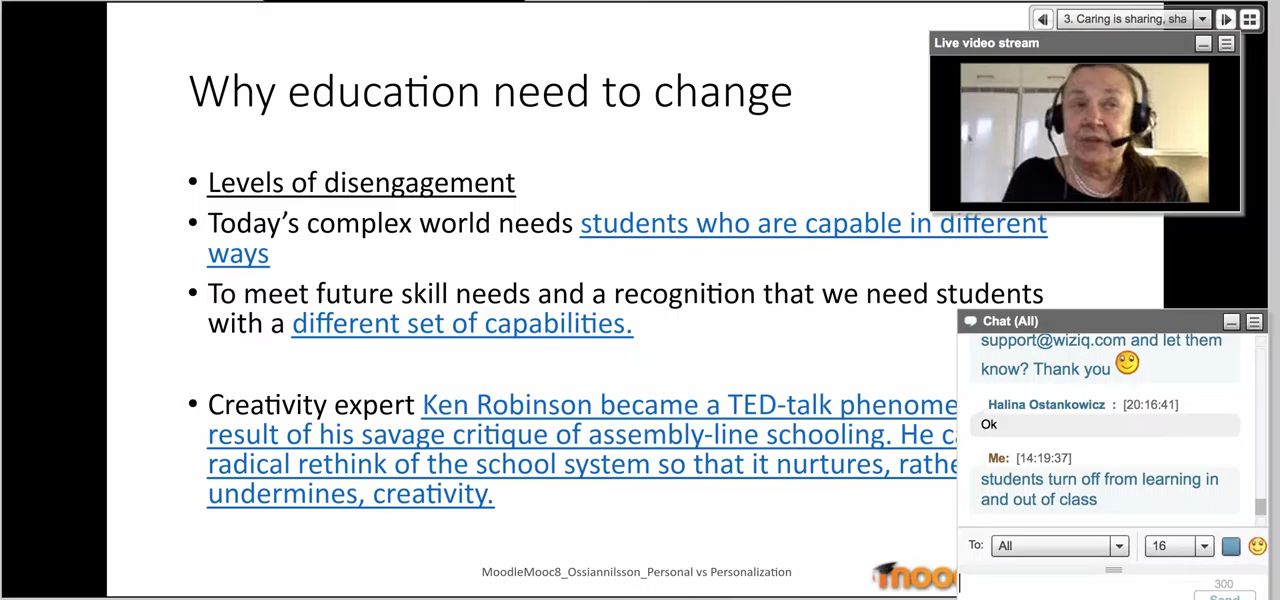 3. Caring is sharing, sha
Live video stream
Why education need to change
• Levels of disengagement
• Today's complex world needs students who are capable in different
ways
• To meet future skill needs and a recognition that we need students
with a different set of capabilities.
• Creativity expert Ken Robinson became a TED-talk phenome
result of his savage critique of assembly-line schooling. He c
radical rethink of the school system so that it nurtures, rathe
undermines, creativity.
MoodleMooc8_Ossiannilsson_Personal vs Personalization
moo
Chat (All)
support@wiziq.com and let them
know? Thank you
Halina Ostankowicz : [20:16:41]
Ok
Me: [14:19:37]
students turn off from learning in
and out of class
To: All 16
300
Send